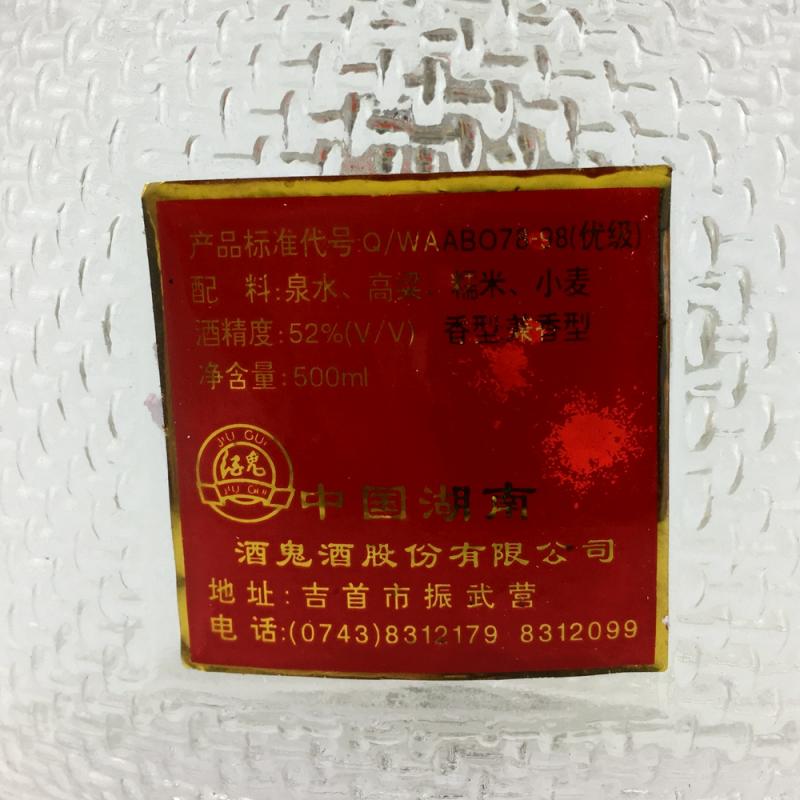 产品标准代号:Q/WAABO78-98(优级)
配 料:泉水、高粱、糯米、小麦
酒精度:52%(V/V) 香型:兼香型
净含量:500ml
JIU GUI
酒鬼
JIU GUI
中国湖南
酒鬼酒股份有限公司
地址:吉首市振武营
电话:(0743)8312179 8312099